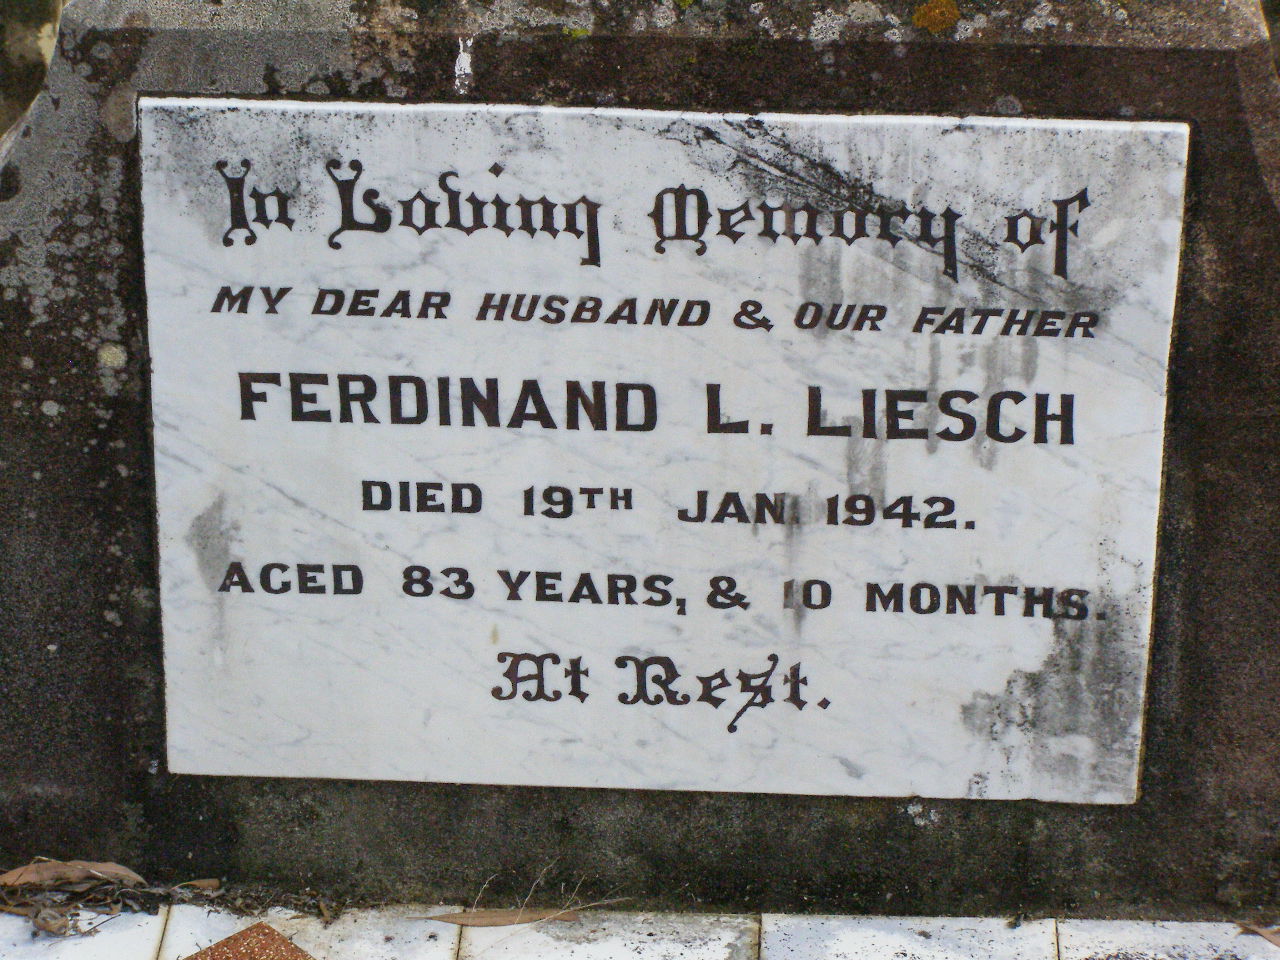 In Loving Memory of
MY DEAR HUSBAND & OUR FATHER
FERDINAND L. LIESCH
DIED 19TH JAN. 1942.
AGED 83 YEARS, & 10 MONTHS.
At Rest.